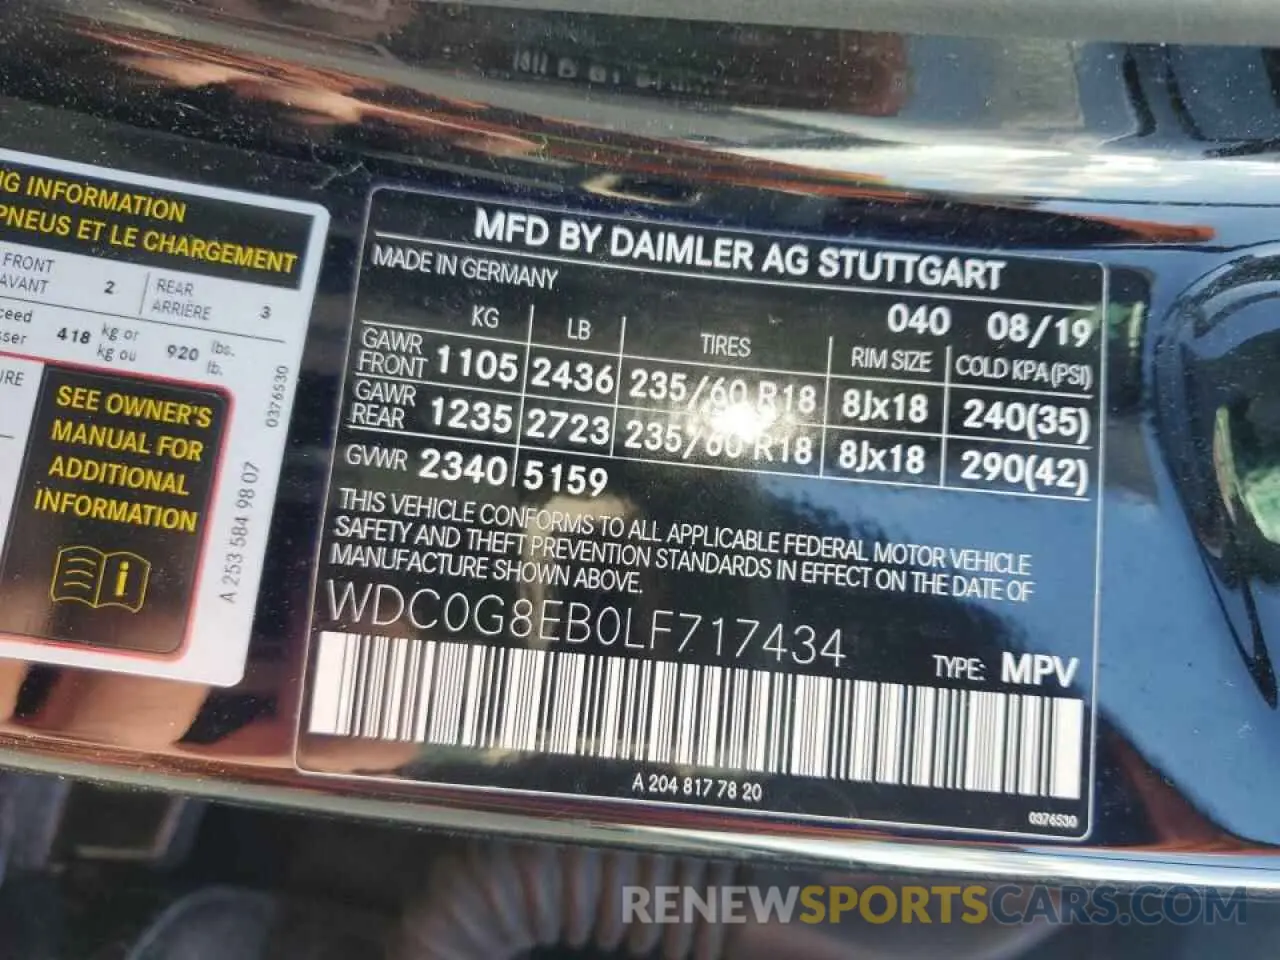 NG INFORMATION
PNEUS ET LE CHARGEMENT
FRONT
AVANT
2
REAR
ARRIÈRE
3
418 kg or
kg ou
920 lbs.
lb.
SEE OWNER'S
MANUAL FOR
ADDITIONAL
INFORMATION
i
0376530
A 253 584 98 07
MFD BY DAIMLER AG STUTTGART
MADE IN GERMANY
040 08/19
KG LB TIRES RIM SIZE COLD KPA(PSI)
GAWR
FRONT 1105 2436 235/60 R18 8Jx18 240(35)
GAWR
REAR 1235 2723 235/60 R18 8Jx18 290(42)
GVWR 2340 5159
THIS VEHICLE CONFORMS TO ALL APPLICABLE FEDERAL MOTOR VEHICLE
SAFETY AND THEFT PREVENTION STANDARDS IN EFFECT ON THE DATE OF
MANUFACTURE SHOWN ABOVE.
WDC0G8EB0LF717434
TYPE: MPV
A 204 817 78 20
0376530
RENEWSPORTSCARS.COM